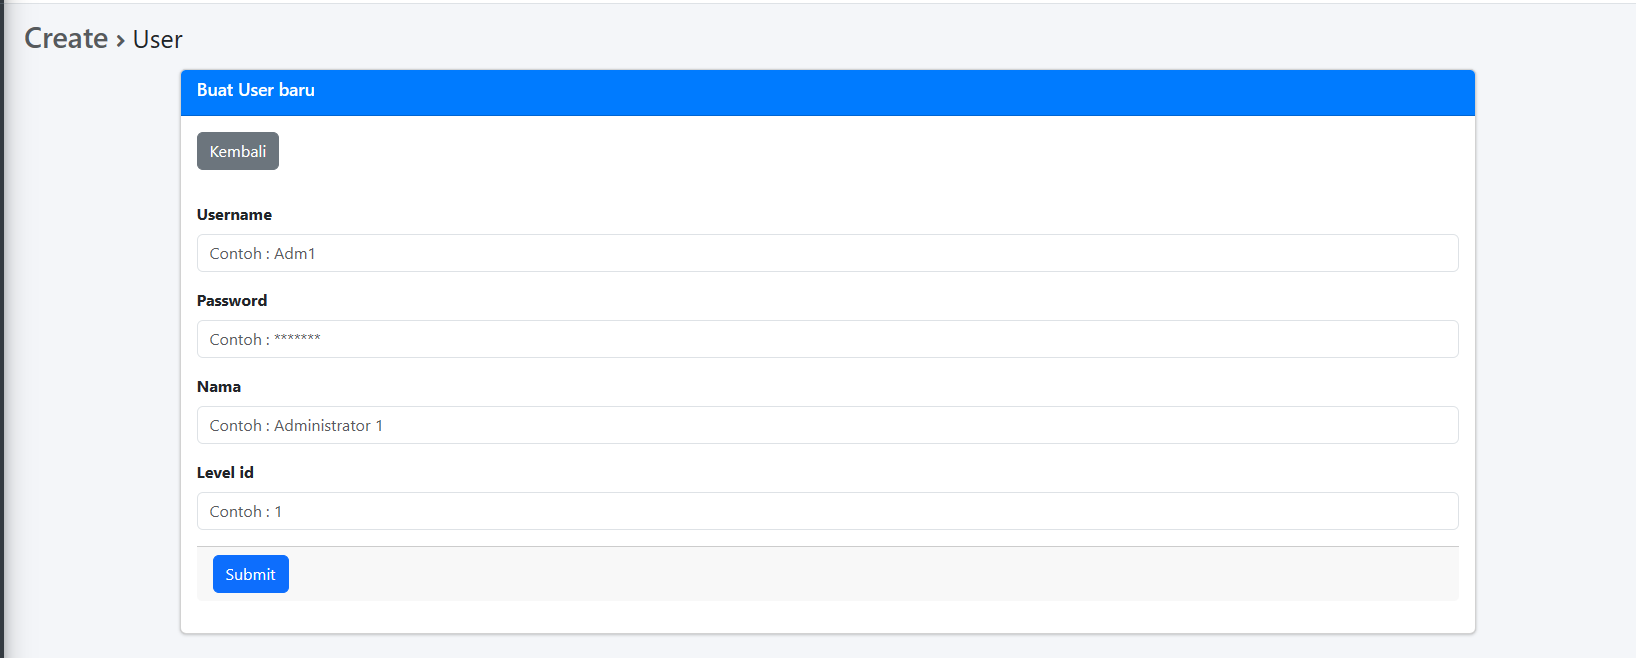 Create › User
Buat User baru
Kembali
Username
Contoh : Adm1
Password
Contoh : *******
Nama
Contoh : Administrator 1
Level id
Contoh : 1
Submit